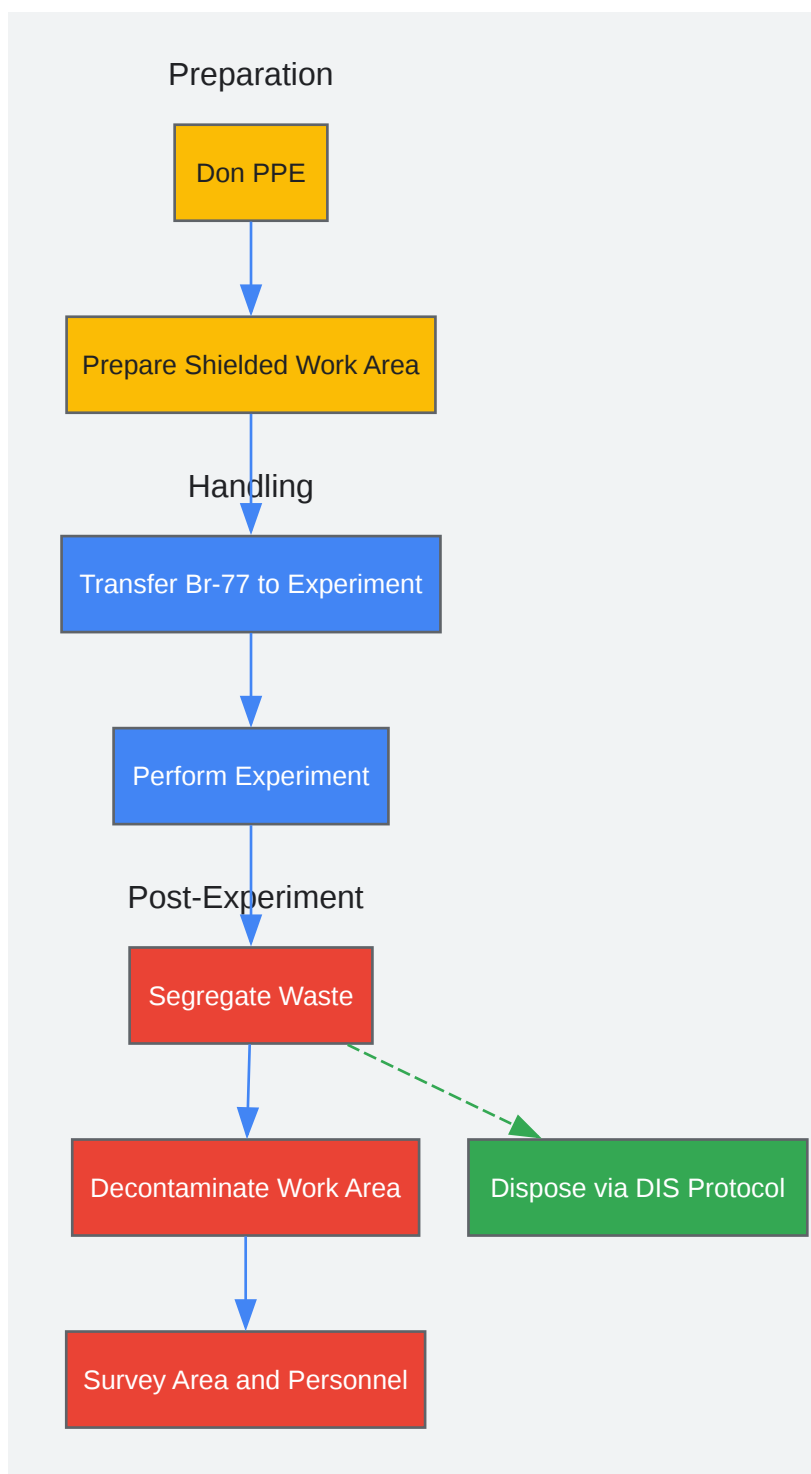 Preparation
Don PPE
Prepare Shielded Work Area
Handling
Transfer Br-77 to Experiment
Perform Experiment
Post-Experiment
Segregate Waste
Decontaminate Work Area
Dispose via DIS Protocol
Survey Area and Personnel